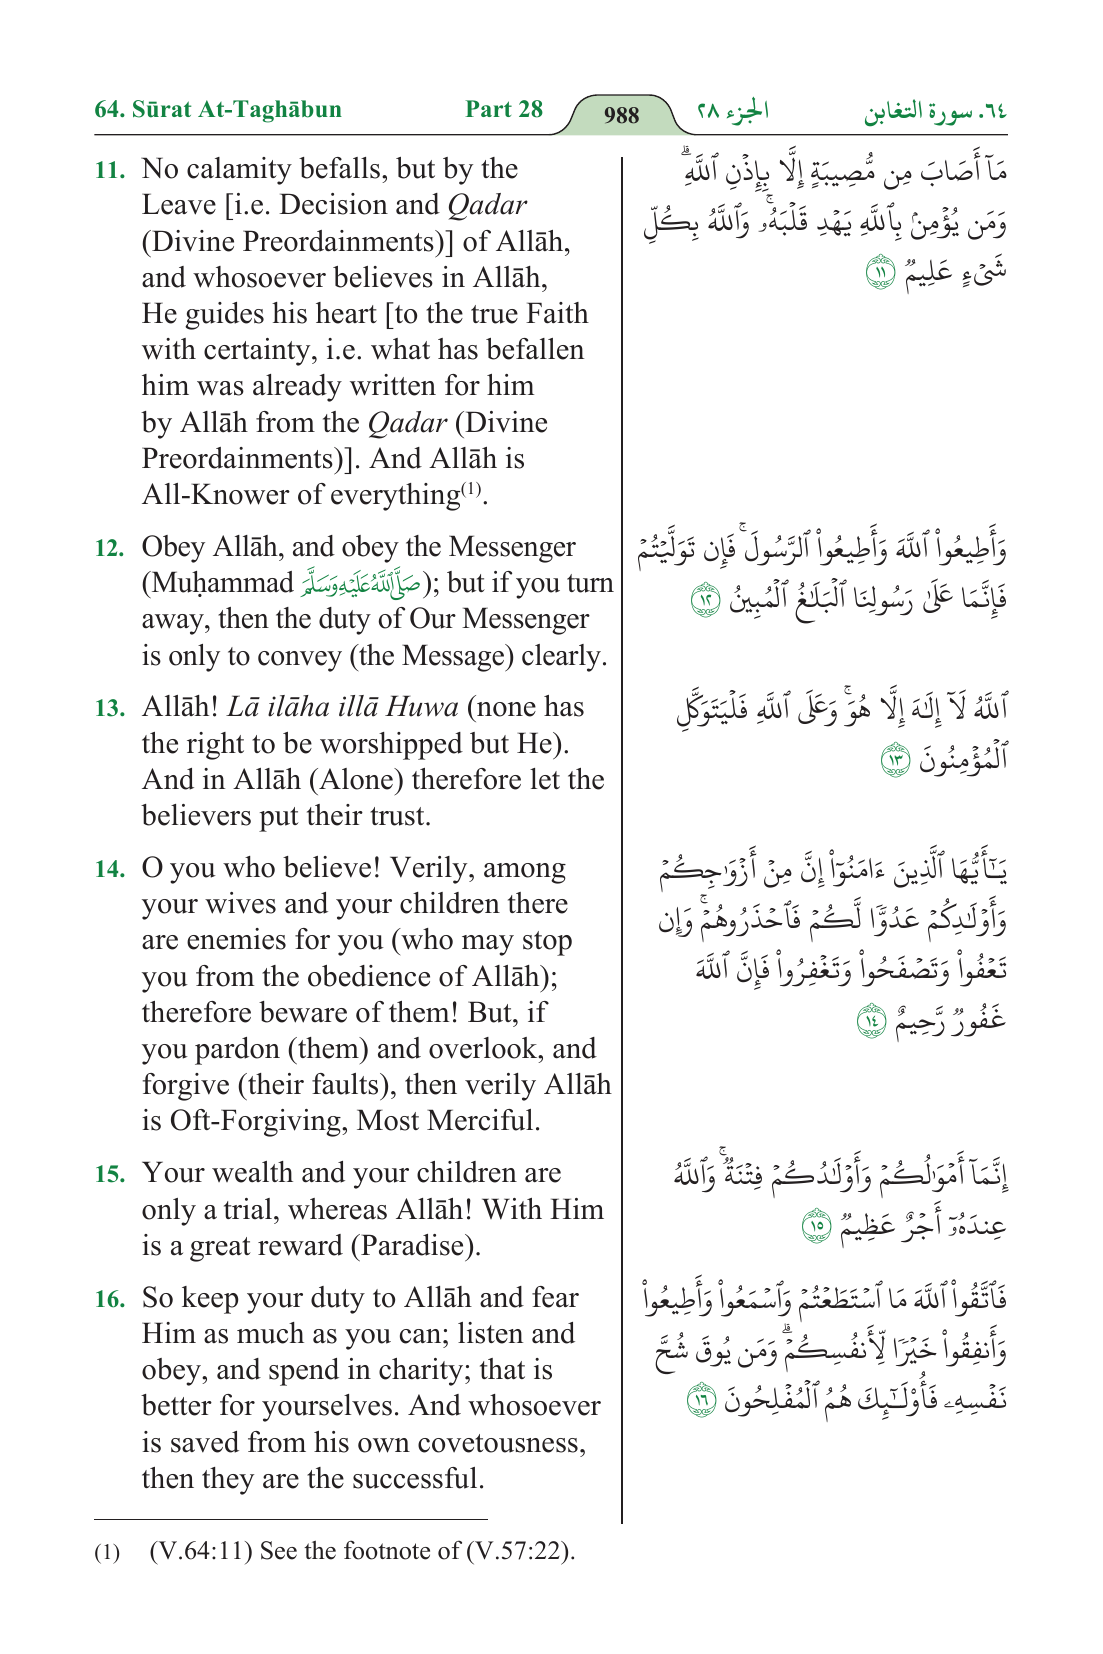 64. Sūrat At-Taghābun Part 28 988 الجزء ٢٨ ٦٤. سورة التغابن
11. No calamity befalls, but by the
Leave [i.e. Decision and Qadar
(Divine Preordainments)] of Allāh,
and whosoever believes in Allāh,
He guides his heart [to the true Faith
with certainty, i.e. what has befallen
him was already written for him
by Allāh from the Qadar (Divine
Preordainments)]. And Allāh is
All-Knower of everything(1).
مَآ أَصَابَ مِن مُّصِيبَةٍ إِلَّا بِإِذْنِ ٱللَّهِۗ
وَمَن يُؤْمِنۢ بِٱللَّهِ يَهْدِ قَلْبَهُۥۚ وَٱللَّهُ بِكُلِّ
شَىْءٍ عَلِيمٌ ١١
12. Obey Allāh, and obey the Messenger
(Muḥammad صَلَّى ٱللَّهُ عَلَيْهِ وَسَلَّمَ); but if you turn
away, then the duty of Our Messenger
is only to convey (the Message) clearly.
وَأَطِيعُوا۟ ٱللَّهَ وَأَطِيعُوا۟ ٱلرَّسُولَۚ فَإِن تَوَلَّيْتُمْ
فَإِنَّمَا عَلَىٰ رَسُولِنَا ٱلْبَلَـٰغُ ٱلْمُبِينُ ١٢
13. Allāh! Lā ilāha illā Huwa (none has
the right to be worshipped but He).
And in Allāh (Alone) therefore let the
believers put their trust.
ٱللَّهُ لَآ إِلَـٰهَ إِلَّا هُوَۚ وَعَلَى ٱللَّهِ فَلْيَتَوَكَّلِ
ٱلْمُؤْمِنُونَ ١٣
14. O you who believe! Verily, among
your wives and your children there
are enemies for you (who may stop
you from the obedience of Allāh);
therefore beware of them! But, if
you pardon (them) and overlook, and
forgive (their faults), then verily Allāh
is Oft-Forgiving, Most Merciful.
يَـٰٓأَيُّهَا ٱلَّذِينَ ءَامَنُوٓا۟ إِنَّ مِنْ أَزْوَٰجِكُمْ
وَأَوْلَـٰدِكُمْ عَدُوًّا لَّكُمْ فَٱحْذَرُوهُمْۚ وَإِن
تَعْفُوا۟ وَتَصْفَحُوا۟ وَتَغْفِرُوا۟ فَإِنَّ ٱللَّهَ
غَفُورٌ رَّحِيمٌ ١٤
15. Your wealth and your children are
only a trial, whereas Allāh! With Him
is a great reward (Paradise).
إِنَّمَآ أَمْوَٰلُكُمْ وَأَوْلَـٰدُكُمْ فِتْنَةٌۚ وَٱللَّهُ
عِندَهُۥٓ أَجْرٌ عَظِيمٌ ١٥
16. So keep your duty to Allāh and fear
Him as much as you can; listen and
obey, and spend in charity; that is
better for yourselves. And whosoever
is saved from his own covetousness,
then they are the successful.
فَٱتَّقُوا۟ ٱللَّهَ مَا ٱسْتَطَعْتُمْ وَٱسْمَعُوا۟ وَأَطِيعُوا۟
وَأَنفِقُوا۟ خَيْرًا لِّأَنفُسِكُمْۗ وَمَن يُوقَ شُحَّ
نَفْسِهِۦ فَأُو۟لَـٰٓئِكَ هُمُ ٱلْمُفْلِحُونَ ١٦
(1) (V.64:11) See the footnote of (V.57:22).